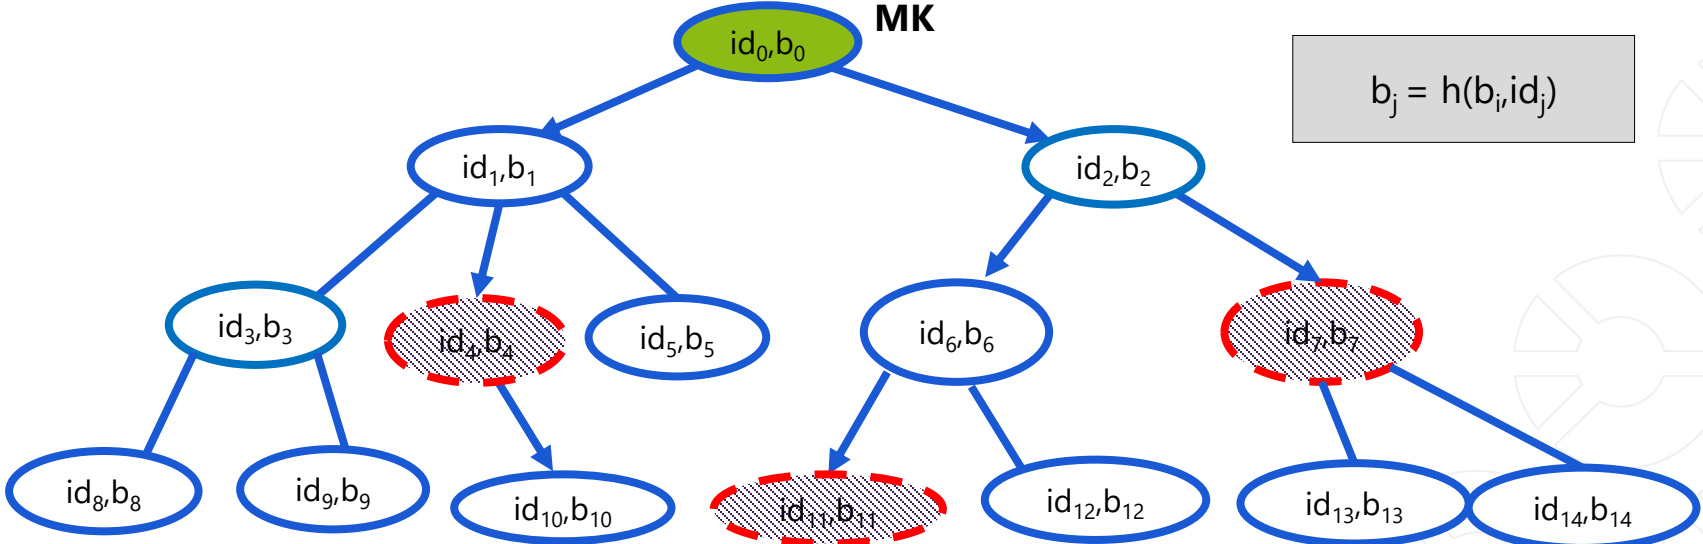 MK
id₀,b₀
bⱼ = h(bᵢ,idⱼ)
id₁,b₁
id₂,b₂
id₃,b₃
id₄,b₄
id₅,b₅
id₆,b₆
id₇,b₇
id₈,b₈
id₉,b₉
id₁₀,b₁₀
id₁₁,b₁₁
id₁₂,b₁₂
id₁₃,b₁₃
id₁₄,b₁₄